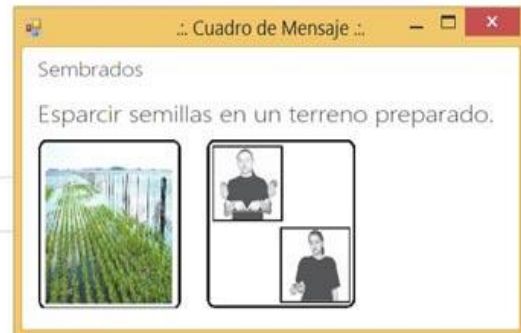 .: Cuadro de Mensaje :.
Sembrados
Esparcir semillas en un terreno preparado.